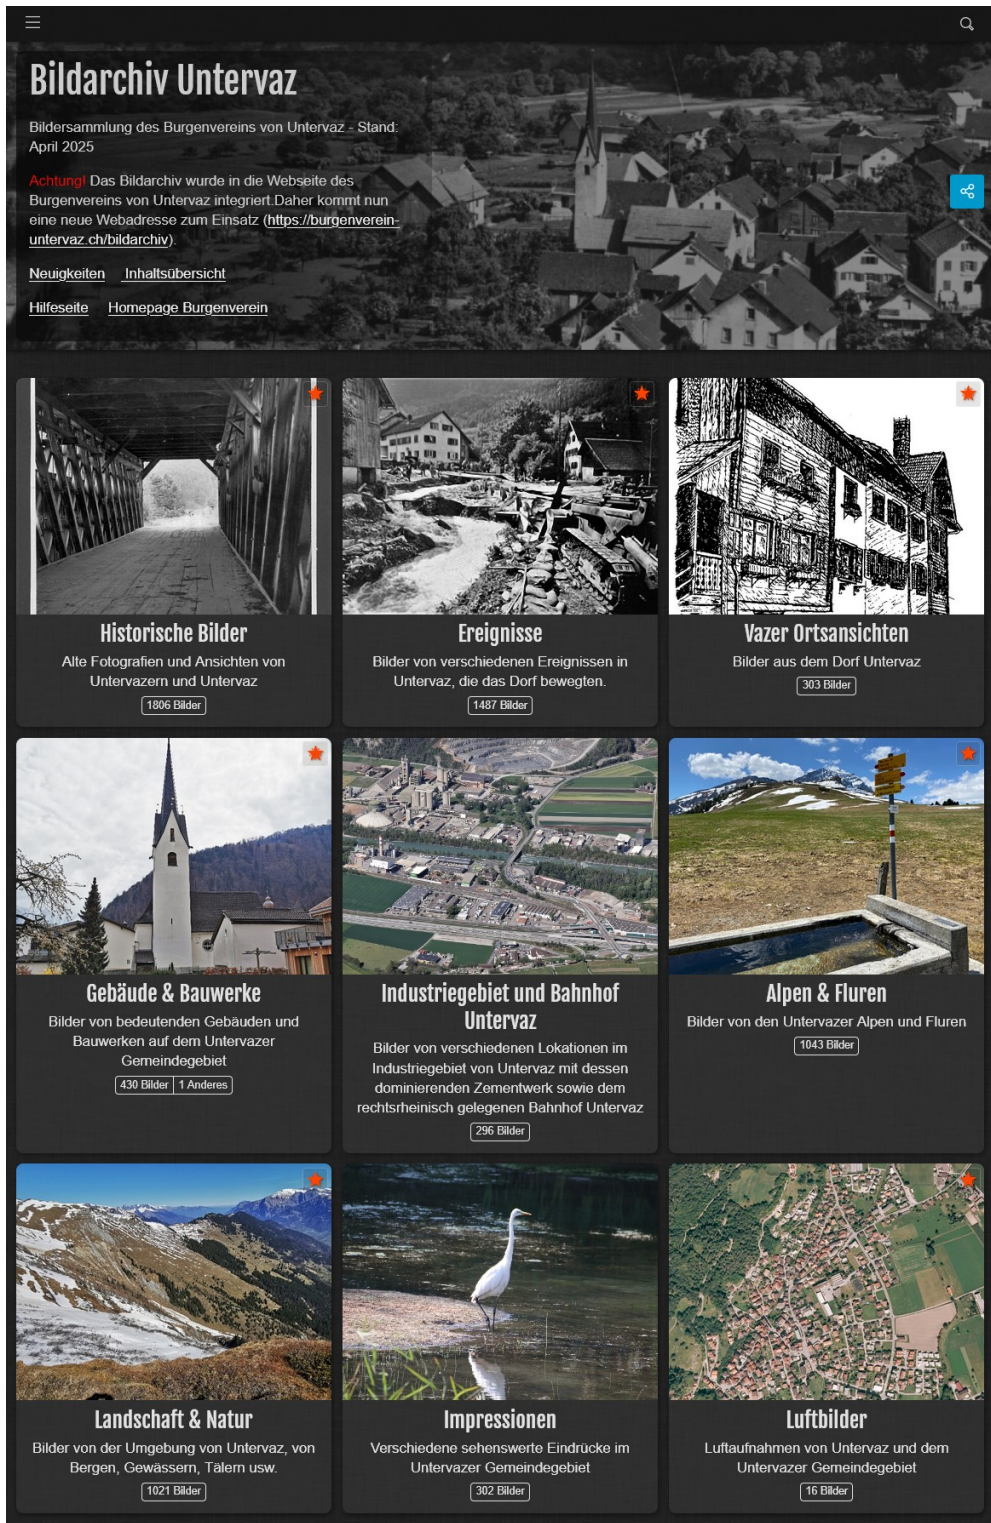 Bildarchiv Untervaz
Bildersammlung des Burgenvereins von Untervaz - Stand:
April 2025
Achtung! Das Bildarchiv wurde in die Webseite des
Burgenvereins von Untervaz integriert.Daher kommt nun
eine neue Webadresse zum Einsatz (https://burgenverein-
untervaz.ch/bildarchiv).
Neuigkeiten Inhaltsübersicht
Hilfeseite Homepage Burgenverein
Historische Bilder
Alte Fotografien und Ansichten von
Untervazern und Untervaz
1806 Bilder
Ereignisse
Bilder von verschiedenen Ereignissen in
Untervaz, die das Dorf bewegten.
1487 Bilder
Vazer Ortsansichten
Bilder aus dem Dorf Untervaz
303 Bilder
Gebäude & Bauwerke
Bilder von bedeutenden Gebäuden und
Bauwerken auf dem Untervazer
Gemeindegebiet
430 Bilder 1 Anderes
Industriegebiet und Bahnhof
Untervaz
Bilder von verschiedenen Lokationen im
Industriegebiet von Untervaz mit dessen
dominierenden Zementwerk sowie dem
rechtsrheinisch gelegenen Bahnhof Untervaz
296 Bilder
Alpen & Fluren
Bilder von den Untervazer Alpen und Fluren
1043 Bilder
Landschaft & Natur
Bilder von der Umgebung von Untervaz, von
Bergen, Gewässern, Tälern usw.
1021 Bilder
Impressionen
Verschiedene sehenswerte Eindrücke im
Untervazer Gemeindegebiet
302 Bilder
Luftbilder
Luftaufnahmen von Untervaz und dem
Untervazer Gemeindegebiet
16 Bilder